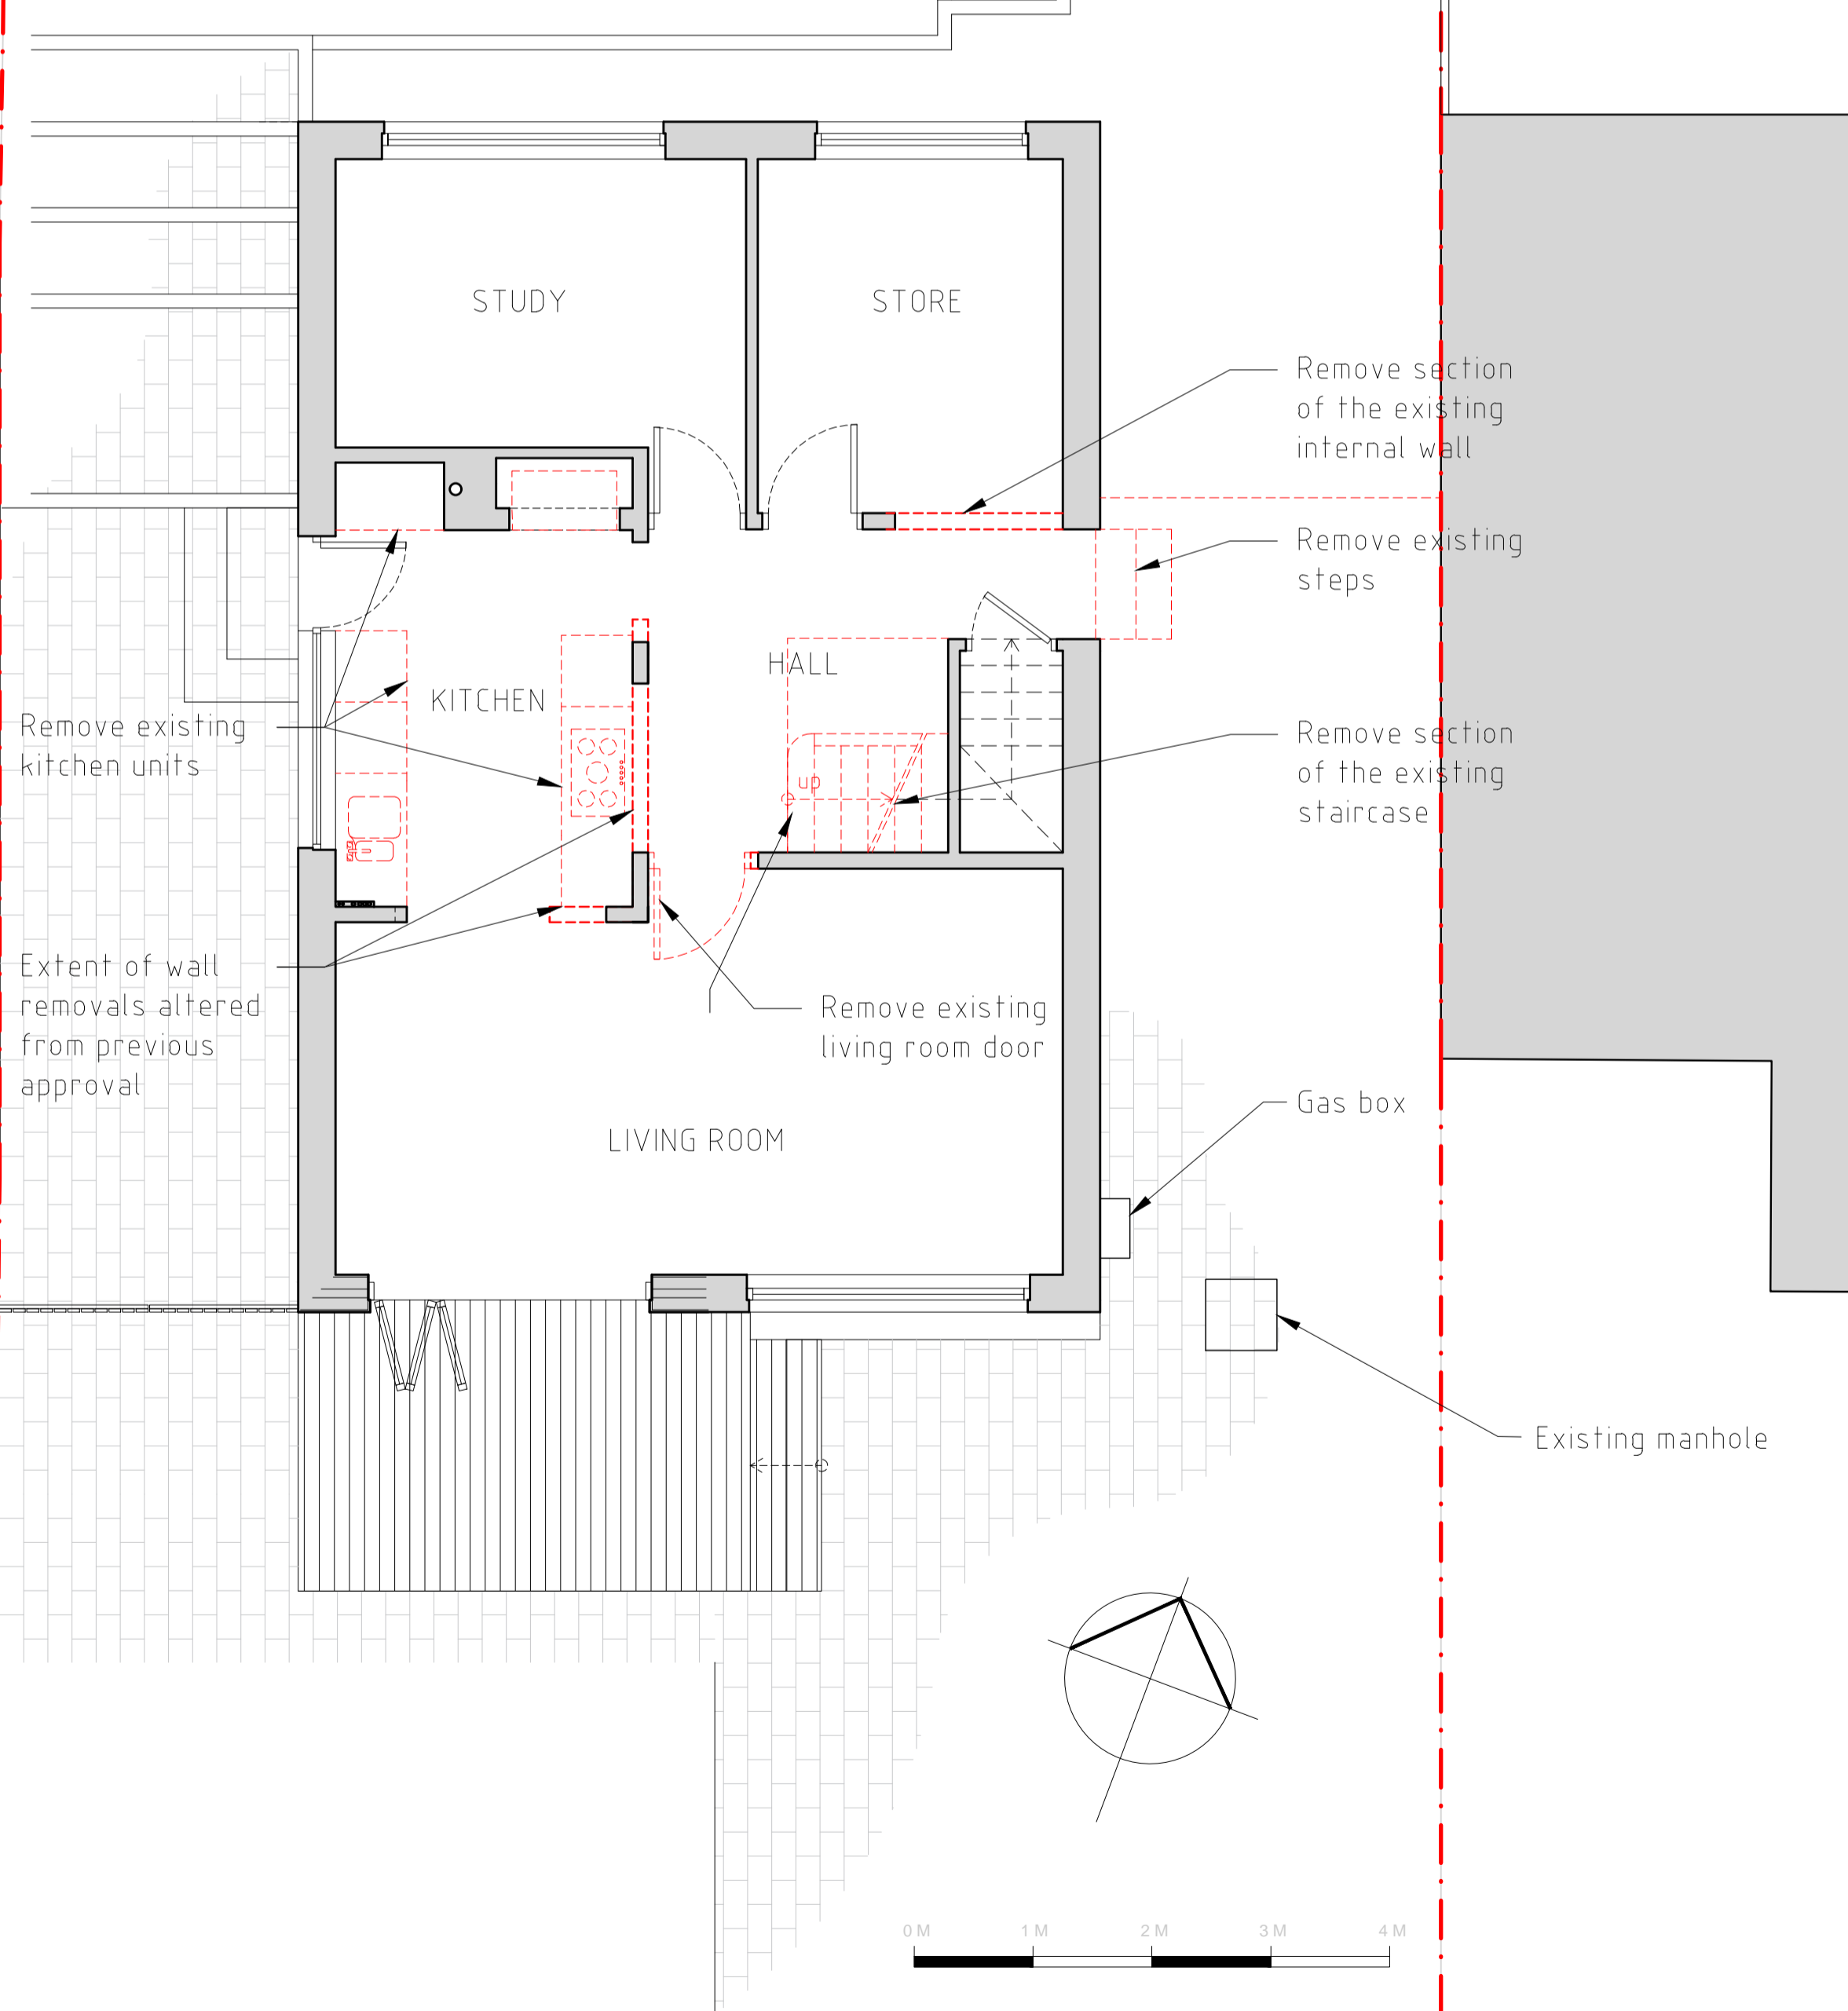 STUDY
STORE
Remove section
of the existing
internal wall
Remove existing
steps
HALL
KITCHEN
Remove existing
kitchen units
Remove section
of the existing
staircase
up
Extent of wall
removals altered
from previous
approval
Remove existing
living room door
Gas box
LIVING ROOM
Existing manhole
0 M 1 M 2 M 3 M 4 M